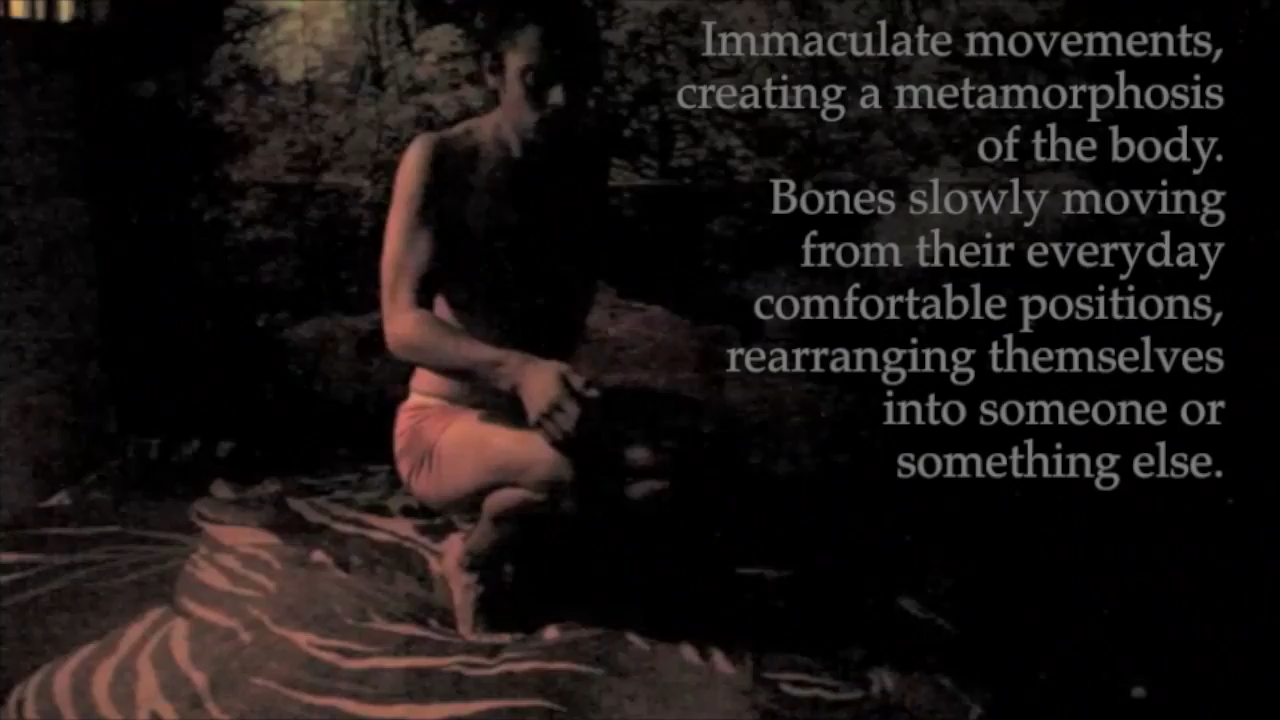 Immaculate movements,
creating a metamorphosis
of the body.
Bones slowly moving
from their everyday
comfortable positions,
rearranging themselves
into someone or
something else.